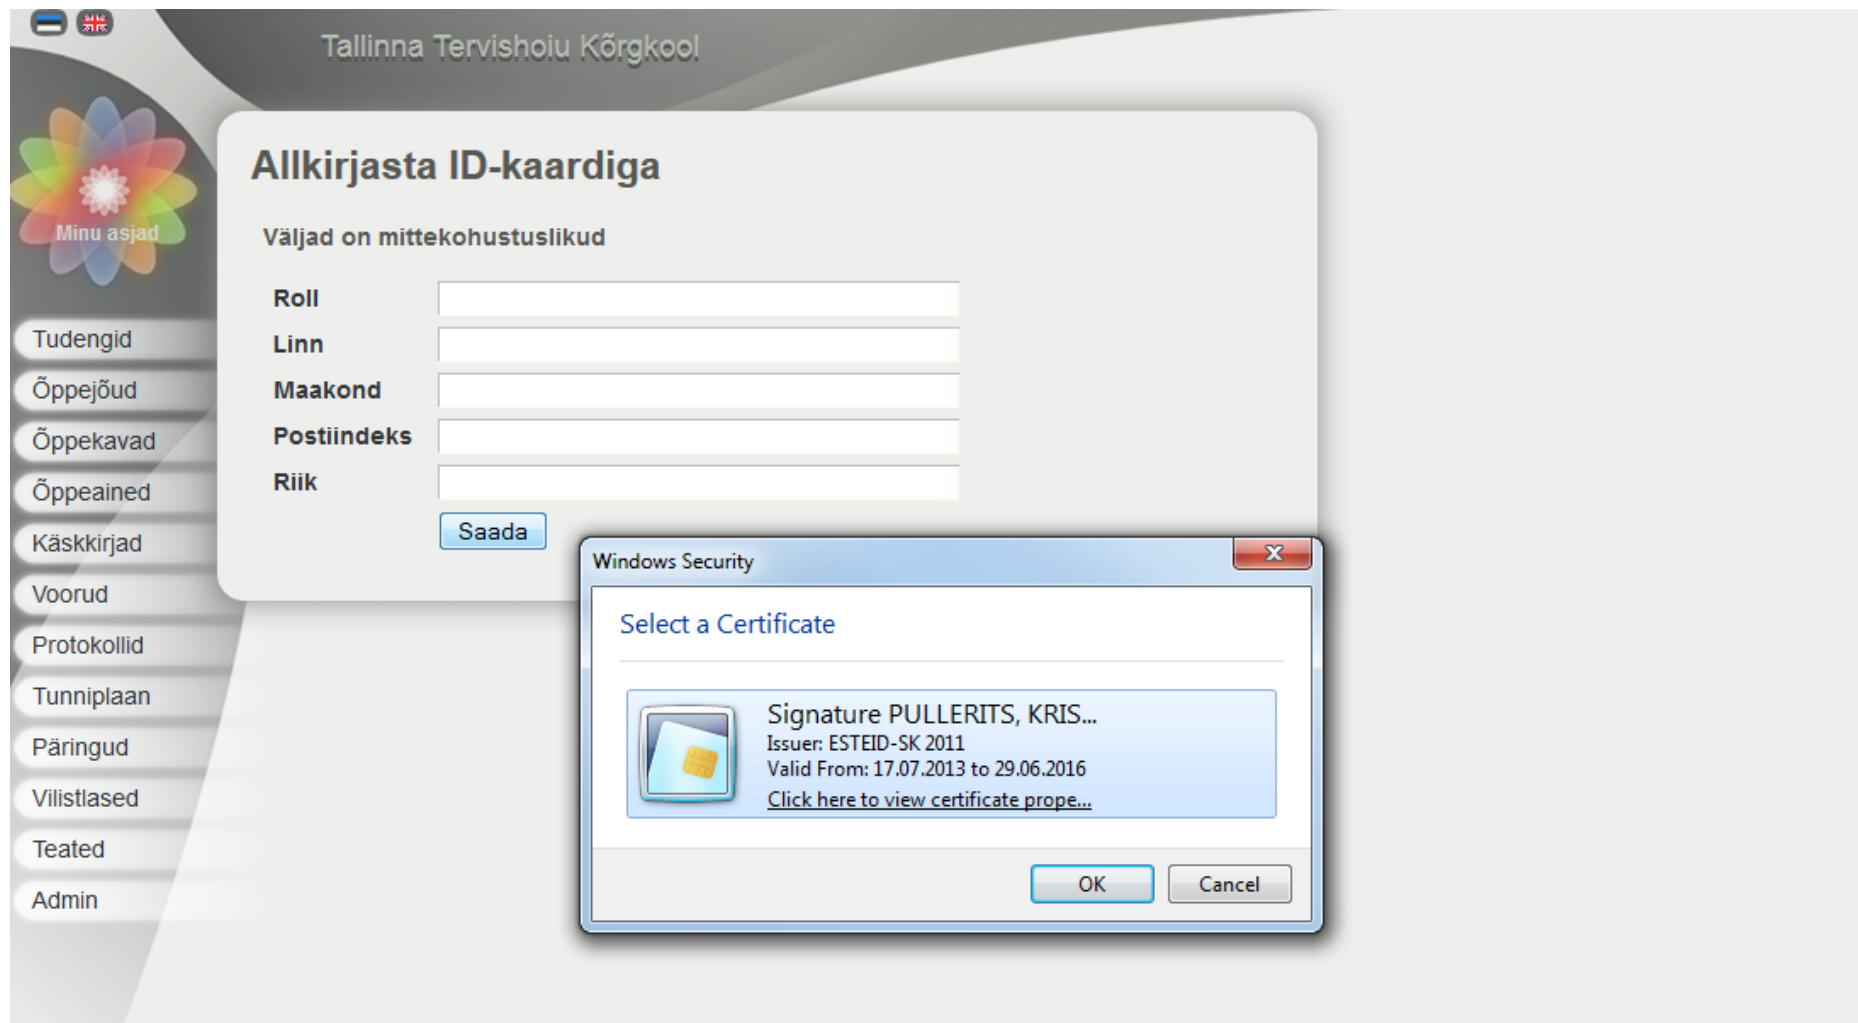 Tallinna Tervishoiu Kõrgkool
Minu asjad
Tudengid
Õppejõud
Õppekavad
Õppeained
Käskkirjad
Voorud
Protokollid
Tunniplaan
Päringud
Vilistlased
Teated
Admin
Allkirjasta ID-kaardiga
Väljad on mittekohustuslikud
Roll
Linn
Maakond
Postiindeks
Riik
Saada
Windows Security
Select a Certificate
Signature PULLERITS, KRIS...
Issuer: ESTEID-SK 2011
Valid From: 17.07.2013 to 29.06.2016
Click here to view certificate prope...
OK Cancel